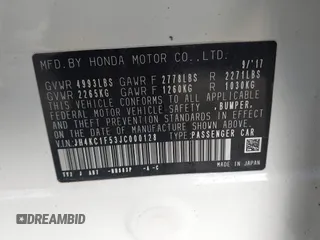 MFD.BY HONDA MOTOR CO.,LTD. 9/'17
GVWR 4993LBS GAWR F 2778LBS R 2271LBS
GVWR 2265KG GAWR F 1260KG R 1030KG
THIS VEHICLE CONFORMS TO ALL APPLICABLE
FEDERAL MOTOR VEHICLE SAFETY, BUMPER,
AND THEFT PREVENTION STANDARDS IN EFFECT ON
THE DATE OF MANUFACTURE SHOWN ABOVE.
V.I.N: JH4KC1F53JC000128 TYPE: PASSENGER CAR
MADE IN JAPAN
DREAMBID